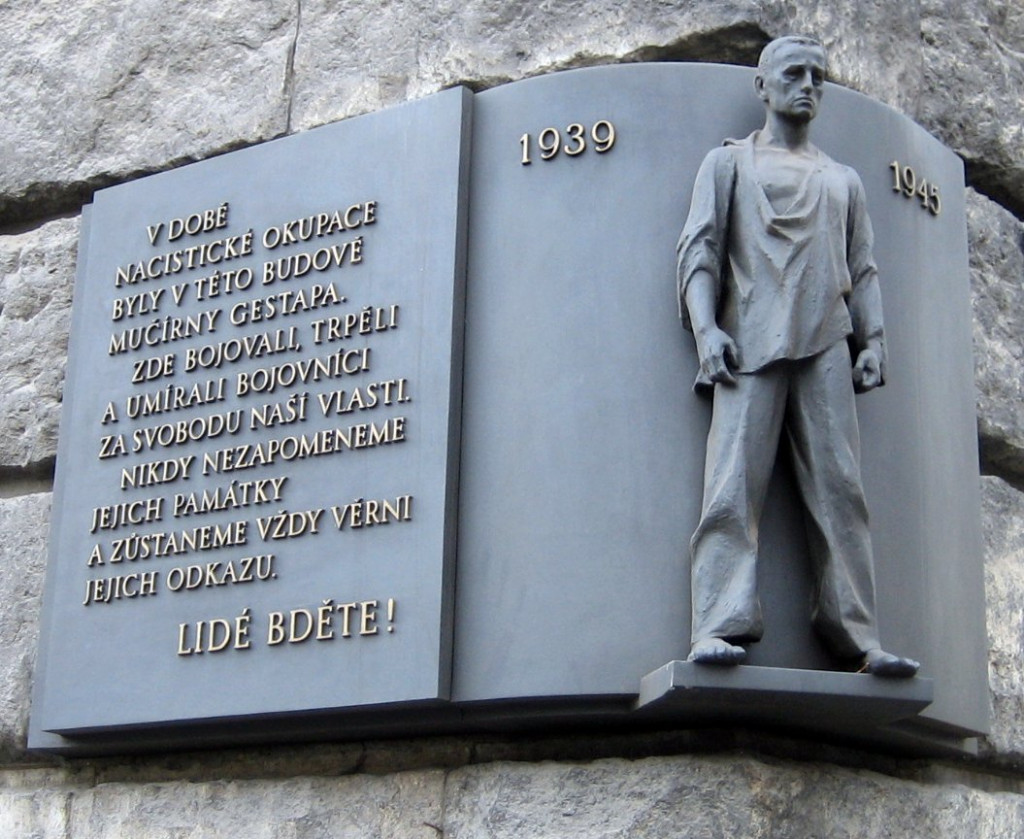 V DOBĚ
NACISTICKÉ OKUPACE
BYLY V TÉTO BUDOVĚ
MUČÍRNY GESTAPA.
ZDE BOJOVALI, TRPĚLI
A UMÍRALI BOJOVNÍCI
ZA SVOBODU NAŠÍ VLASTI.
NIKDY NEZAPOMENEME
JEJICH PAMÁTKY
A ZŮSTANEME VŽDY VĚRNI
JEJICH ODKAZU.
LIDÉ BDĚTE!
1939
1945